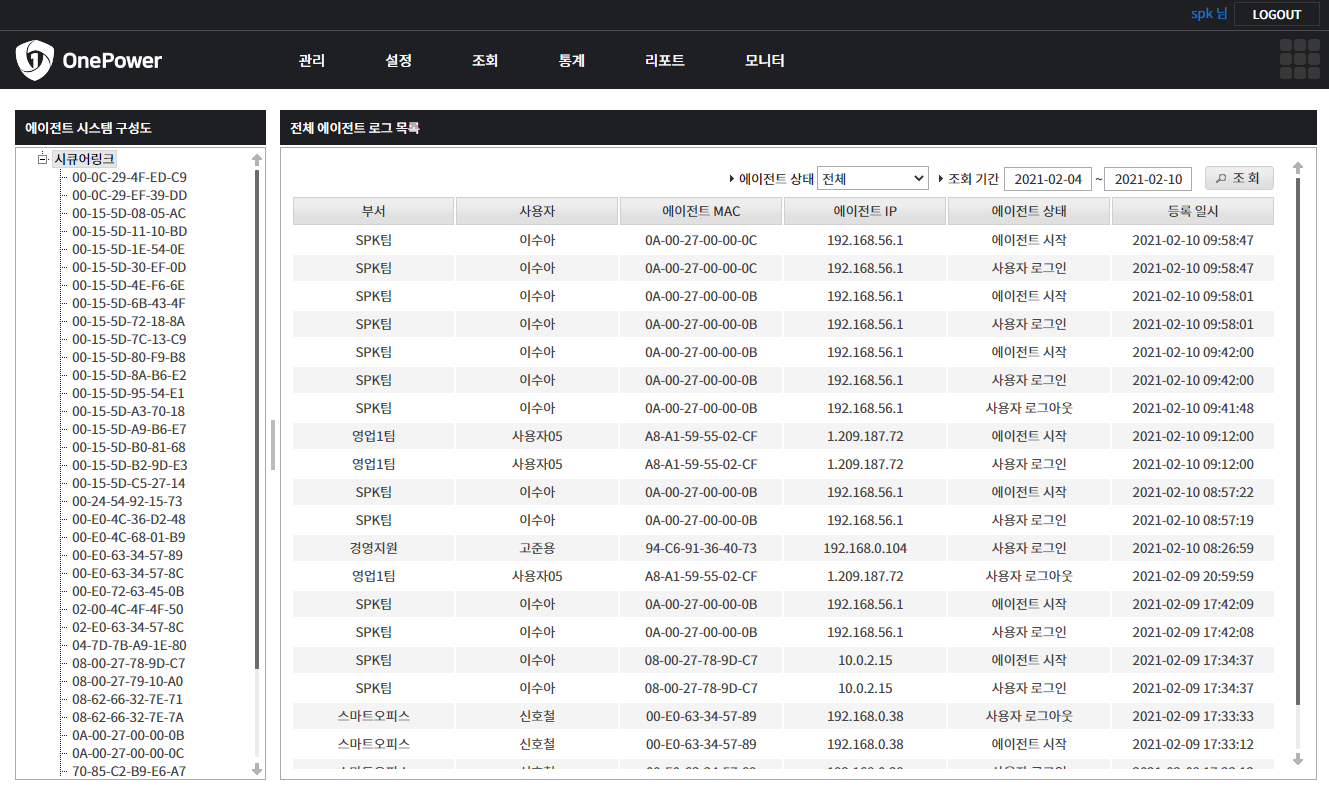 spk 님 LOGOUT
OnePower 관리 설정 조회 통계 리포트 모니터
에이전트 시스템 구성도
시큐어링크
00-0C-29-4F-ED-C9
00-0C-29-EF-39-DD
00-15-5D-08-05-AC
00-15-5D-11-10-BD
00-15-5D-1E-54-0E
00-15-5D-30-EF-0D
00-15-5D-4E-F6-6E
00-15-5D-6B-43-4F
00-15-5D-72-18-8A
00-15-5D-7C-13-C9
00-15-5D-80-F9-B8
00-15-5D-8A-B6-E2
00-15-5D-95-54-E1
00-15-5D-A3-70-18
00-15-5D-A9-B6-E7
00-15-5D-B0-81-68
00-15-5D-B2-9D-E3
00-15-5D-C5-27-14
00-24-54-92-15-73
00-E0-4C-36-D2-48
00-E0-4C-68-01-B9
00-E0-63-34-57-89
00-E0-63-34-57-8C
00-E0-72-63-45-0B
02-00-4C-4F-4F-50
02-E0-63-34-57-8C
04-7D-7B-A9-1E-80
08-00-27-78-9D-C7
08-00-27-79-10-A0
08-62-66-32-7E-71
08-62-66-32-7E-7A
0A-00-27-00-00-0B
0A-00-27-00-00-0C
70-85-C2-B9-E6-A7
전체 에이전트 로그 목록
에이전트 상태 전체 조회 기간 2021-02-04 ~ 2021-02-10 조 회
부서 사용자 에이전트 MAC 에이전트 IP 에이전트 상태 등록 일시
SPK팀 이수아 0A-00-27-00-00-0C 192.168.56.1 에이전트 시작 2021-02-10 09:58:47
SPK팀 이수아 0A-00-27-00-00-0C 192.168.56.1 사용자 로그인 2021-02-10 09:58:47
SPK팀 이수아 0A-00-27-00-00-0B 192.168.56.1 에이전트 시작 2021-02-10 09:58:01
SPK팀 이수아 0A-00-27-00-00-0B 192.168.56.1 사용자 로그인 2021-02-10 09:58:01
SPK팀 이수아 0A-00-27-00-00-0B 192.168.56.1 에이전트 시작 2021-02-10 09:42:00
SPK팀 이수아 0A-00-27-00-00-0B 192.168.56.1 사용자 로그인 2021-02-10 09:42:00
SPK팀 이수아 0A-00-27-00-00-0B 192.168.56.1 사용자 로그아웃 2021-02-10 09:41:48
영업1팀 사용자05 A8-A1-59-55-02-CF 1.209.187.72 에이전트 시작 2021-02-10 09:12:00
영업1팀 사용자05 A8-A1-59-55-02-CF 1.209.187.72 사용자 로그인 2021-02-10 09:12:00
SPK팀 이수아 0A-00-27-00-00-0B 192.168.56.1 에이전트 시작 2021-02-10 08:57:22
SPK팀 이수아 0A-00-27-00-00-0B 192.168.56.1 사용자 로그인 2021-02-10 08:57:19
경영지원 고준용 94-C6-91-36-40-73 192.168.0.104 사용자 로그인 2021-02-10 08:26:59
영업1팀 사용자05 A8-A1-59-55-02-CF 1.209.187.72 사용자 로그아웃 2021-02-09 20:59:59
SPK팀 이수아 0A-00-27-00-00-0B 192.168.56.1 에이전트 시작 2021-02-09 17:42:09
SPK팀 이수아 0A-00-27-00-00-0B 192.168.56.1 사용자 로그인 2021-02-09 17:42:08
SPK팀 이수아 08-00-27-78-9D-C7 10.0.2.15 에이전트 시작 2021-02-09 17:34:37
SPK팀 이수아 08-00-27-78-9D-C7 10.0.2.15 사용자 로그인 2021-02-09 17:34:37
스마트오피스 신호철 00-E0-63-34-57-89 192.168.0.38 사용자 로그아웃 2021-02-09 17:33:33
스마트오피스 신호철 00-E0-63-34-57-89 192.168.0.38 에이전트 시작 2021-02-09 17:33:12